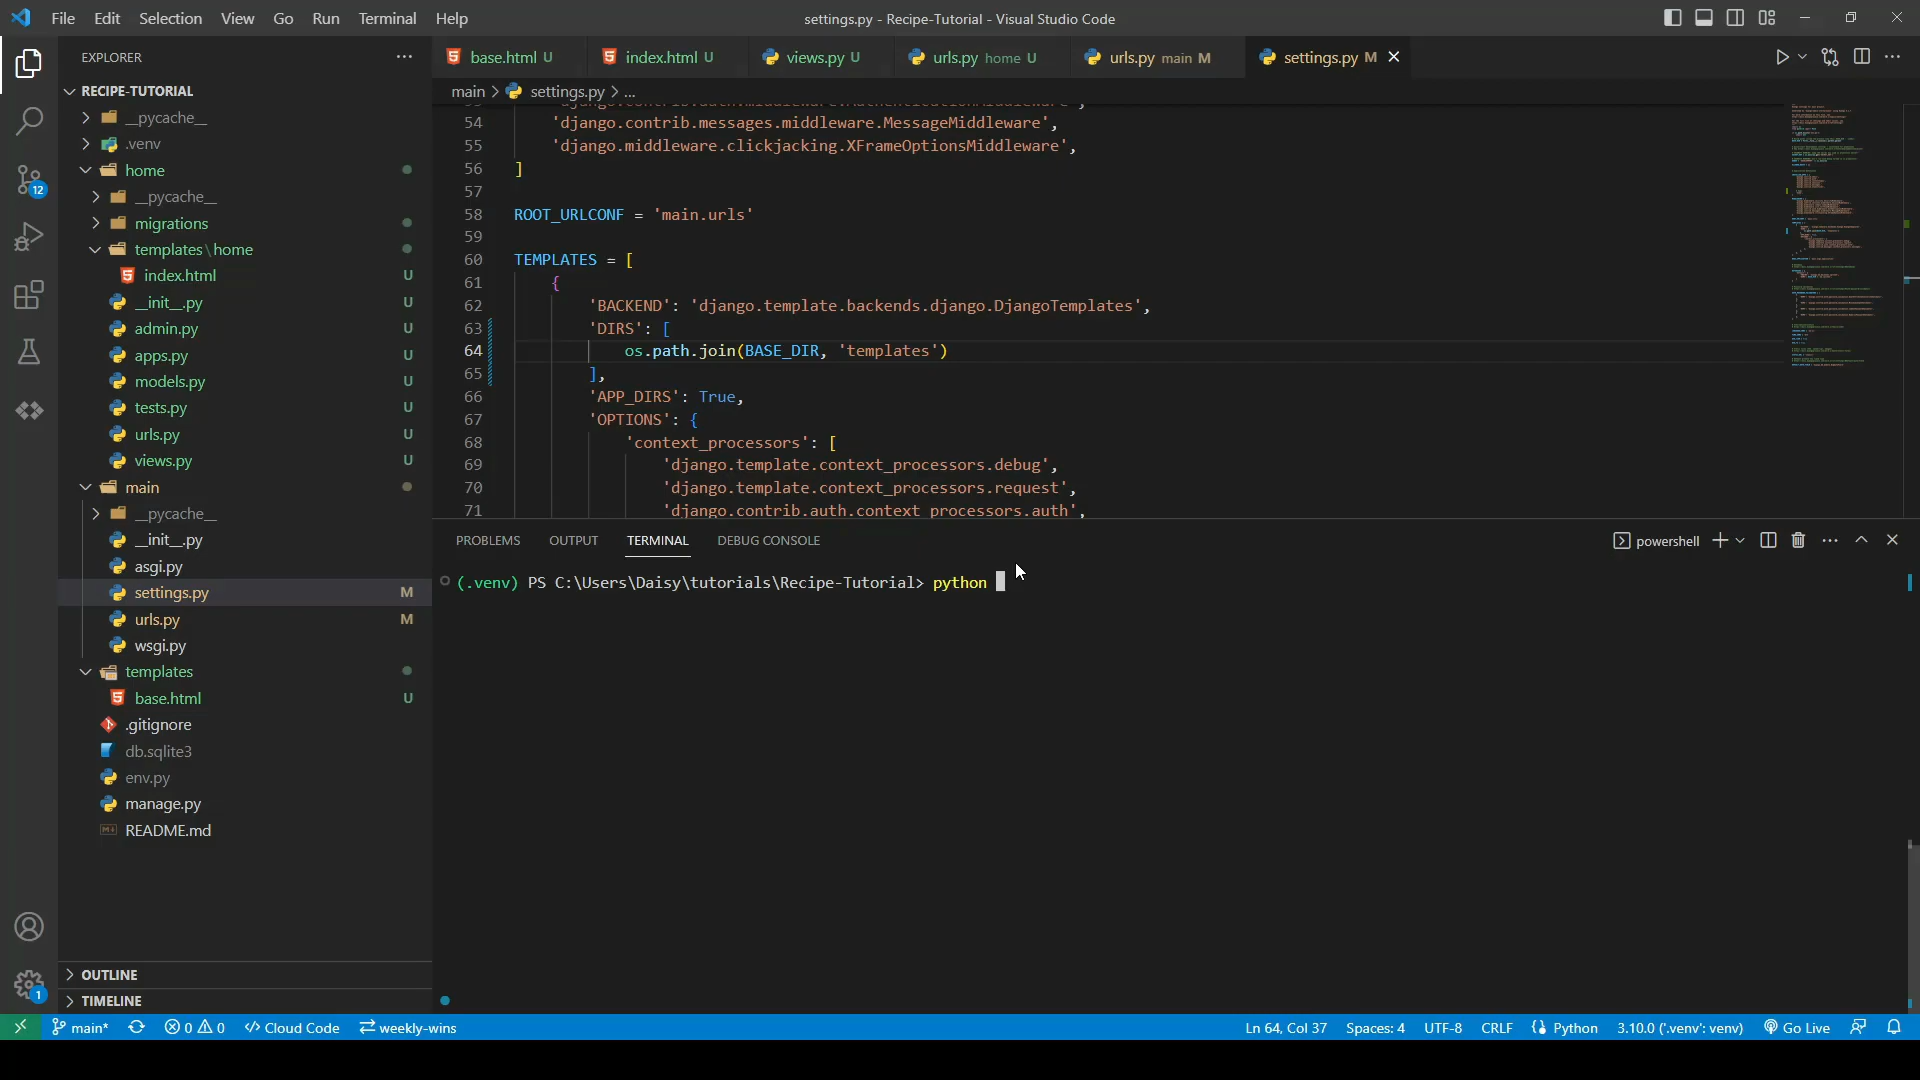 File Edit Selection View Go Run Terminal Help
settings.py - Recipe-Tutorial - Visual Studio Code
EXPLORER
RECIPE-TUTORIAL
__pycache__
.venv
home
__pycache__
migrations
templates\home
index.html U
__init__.py U
admin.py U
apps.py U
models.py U
tests.py U
urls.py U
views.py U
main
__pycache__
__init__.py
asgi.py
settings.py M
urls.py M
wsgi.py
templates
base.html U
.gitignore
db.sqlite3
env.py
manage.py
README.md
OUTLINE
TIMELINE
12
1
base.html U index.html U views.py U urls.py home U urls.py main M settings.py M
main > settings.py > ...
54 'django.contrib.messages.middleware.MessageMiddleware',
55 'django.middleware.clickjacking.XFrameOptionsMiddleware',
56 ]
57
58 ROOT_URLCONF = 'main.urls'
59
60 TEMPLATES = [
61 {
62 'BACKEND': 'django.template.backends.django.DjangoTemplates',
63 'DIRS': [
64 os.path.join(BASE_DIR, 'templates')
65 ],
66 'APP_DIRS': True,
67 'OPTIONS': {
68 'context_processors': [
69 'django.template.context_processors.debug',
70 'django.template.context_processors.request',
71 'django.contrib.auth.context_processors.auth',
PROBLEMS OUTPUT TERMINAL DEBUG CONSOLE
powershell
(.venv) PS C:\Users\Daisy\tutorials\Recipe-Tutorial> python
main* 0 0 Cloud Code weekly-wins
Ln 64, Col 37 Spaces: 4 UTF-8 CRLF Python 3.10.0 ('.venv': venv) Go Live